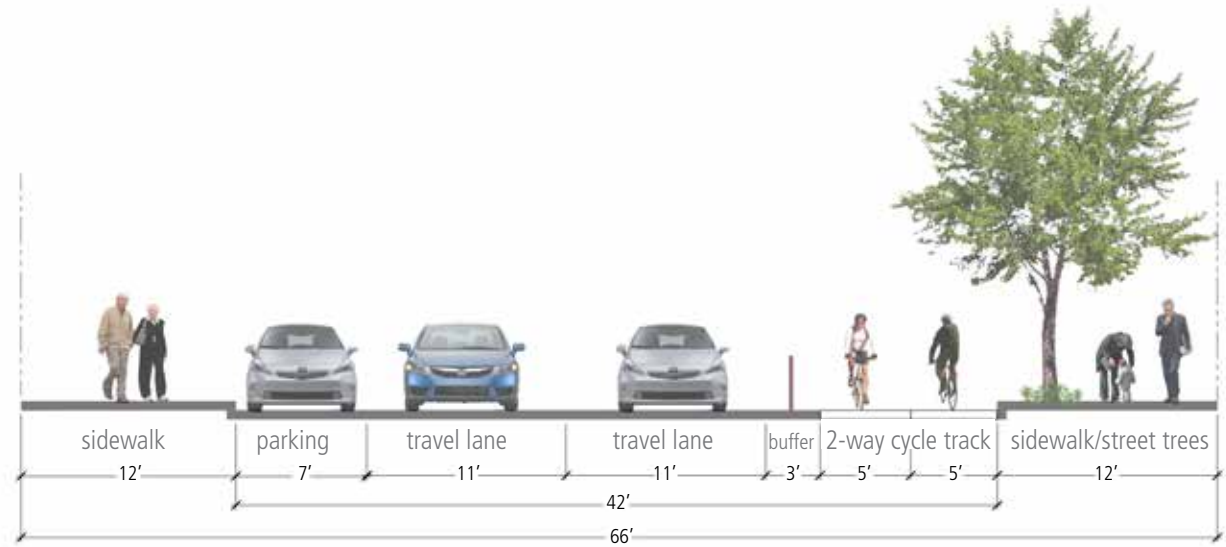 sidewalk parking travel lane travel lane buffer 2-way cycle track sidewalk/street trees
12′ 7′ 11′ 11′ 3′ 5′ 5′ 12′
42′
66′